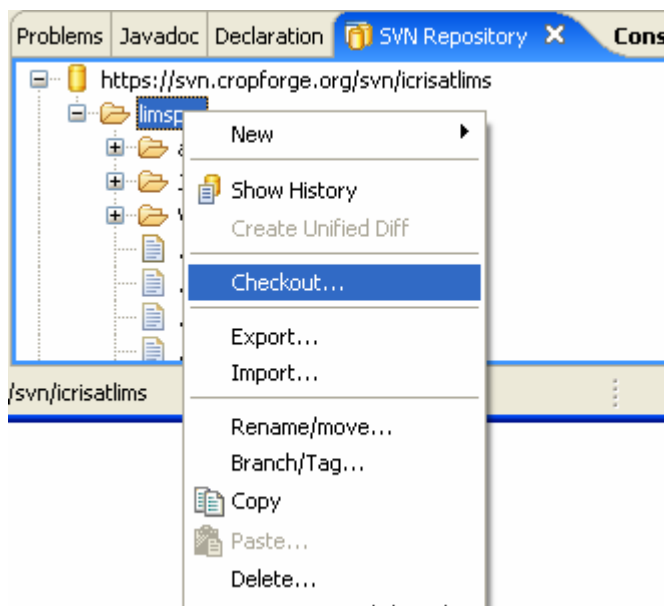 Problems Javadoc Declaration SVN Repository Cons
https://svn.cropforge.org/svn/icrisatlims
limsp
New
Show History
Create Unified Diff
Checkout...
Export...
Import...
/svn/icrisatlims
Rename/move...
Branch/Tag...
Copy
Paste...
Delete...